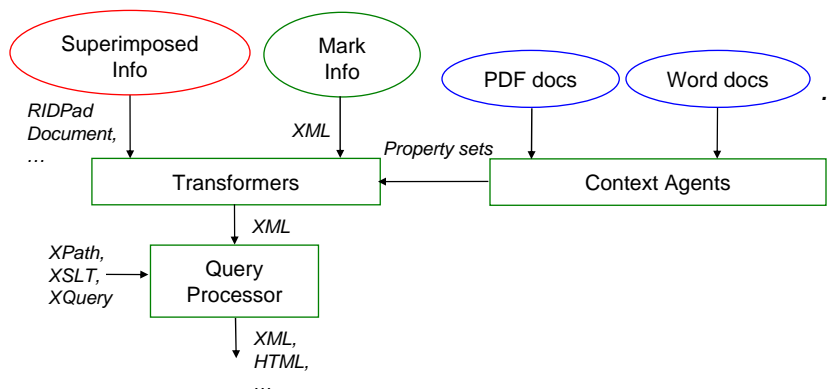 Superimposed
Info
Mark
Info
PDF docs
Word docs
.
RIDPad
Document,
...
XML
Property sets
Transformers
Context Agents
XML
XPath,
XSLT,
XQuery
Query
Processor
XML,
HTML,
...